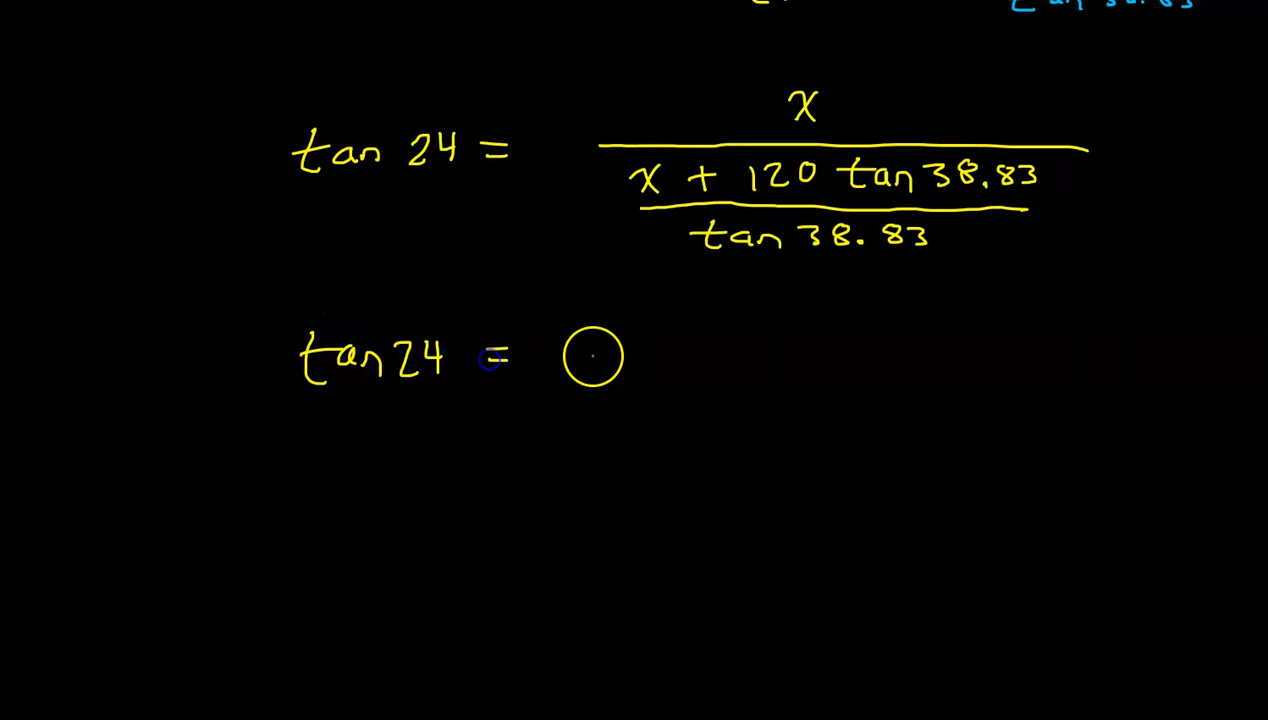 x
tan 24 =
x + 120 tan 38.83
tan 38.83
tan 24 =